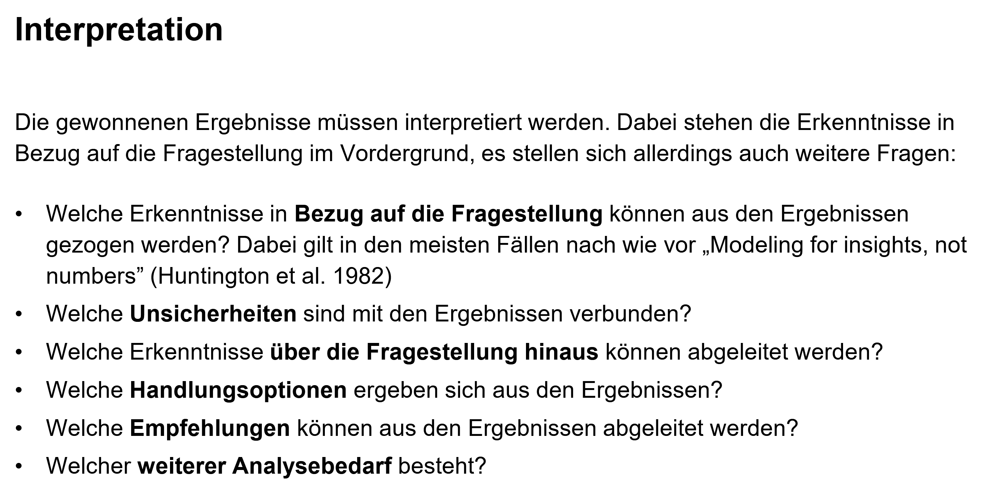 Interpretation
Die gewonnenen Ergebnisse müssen interpretiert werden. Dabei stehen die Erkenntnisse in
Bezug auf die Fragestellung im Vordergrund, es stellen sich allerdings auch weitere Fragen:
• Welche Erkenntnisse in Bezug auf die Fragestellung können aus den Ergebnissen
gezogen werden? Dabei gilt in den meisten Fällen nach wie vor „Modeling for insights, not
numbers” (Huntington et al. 1982)
• Welche Unsicherheiten sind mit den Ergebnissen verbunden?
• Welche Erkenntnisse über die Fragestellung hinaus können abgeleitet werden?
• Welche Handlungsoptionen ergeben sich aus den Ergebnissen?
• Welche Empfehlungen können aus den Ergebnissen abgeleitet werden?
• Welcher weiterer Analysebedarf besteht?